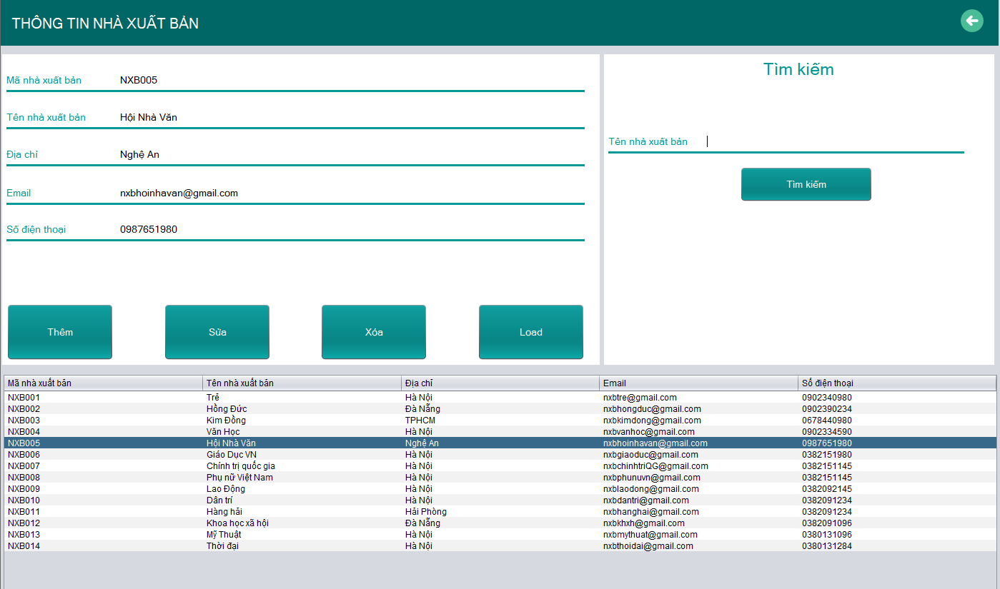 THÔNG TIN NHÀ XUẤT BẢN
Mã nhà xuất bản NXB005
Tên nhà xuất bản Hội Nhà Văn
Địa chỉ Nghệ An
Email nxbhoinhavan@gmail.com
Số điện thoại 0987651980
Thêm Sửa Xóa Load
Tìm kiếm
Tên nhà xuất bản
Tìm kiếm
Mã nhà xuất bản Tên nhà xuất bản Địa chỉ Email Số điện thoại
NXB001 Trẻ Hà Nội nxbtre@gmail.com 0902340980
NXB002 Hồng Đức Đà Nẵng nxbhongduc@gmail.com 0902390234
NXB003 Kim Đồng TPHCM nxbkimdong@gmail.com 0678440980
NXB004 Văn Học Hà Nội nxbvanhoc@gmail.com 0902334590
NXB005 Hội Nhà Văn Nghệ An nxbhoinhavan@gmail.com 0987651980
NXB006 Giáo Dục VN Hà Nội nxbgiaoduc@gmail.com 0382151980
NXB007 Chính trị quốc gia Hà Nội nxbchinhtriQG@gmail.com 0382151145
NXB008 Phụ nữ Việt Nam Hà Nội nxbphunuvn@gmail.com 0382151145
NXB009 Lao Động Hà Nội nxblaodong@gmail.com 0382092145
NXB010 Dân trí Hà Nội nxbdantri@gmail.com 0382091234
NXB011 Hàng hải Hải Phòng nxbhanghai@gmail.com 0382091234
NXB012 Khoa học xã hội Đà Nẵng nxbkhxh@gmail.com 0382091096
NXB013 Mỹ Thuật Hà Nội nxbmythuat@gmail.com 0380131096
NXB014 Thời đại Hà Nội nxbthoidai@gmail.com 0380131284